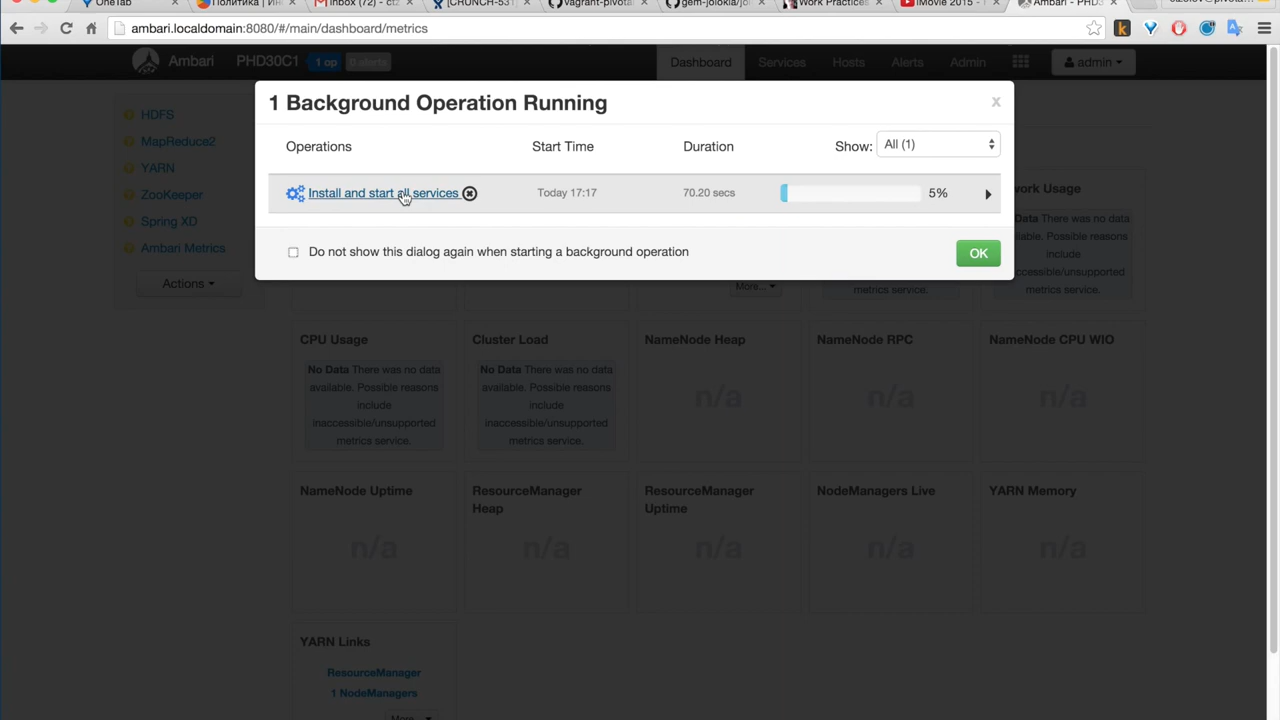 OneTab
Политика | Ин
Inbox (72) - ct
[CRUNCH-531
vagrant-pivota
gem-jolokia/jol
Work Practices
iMovie 2015 - T
Ambari - PHD3
ambari.localdomain:8080/#/main/dashboard/metrics
Ambari PHD30C1 1 op 0 alerts Dashboard Services Hosts Alerts Admin admin
1 Background Operation Running x
Operations Start Time Duration Show: All (1)
Install and start all services Today 17:17 70.20 secs 5%
Do not show this dialog again when starting a background operation OK
HDFS
MapReduce2
YARN
ZooKeeper
Spring XD
Ambari Metrics
Actions
work Usage
Data There was no data
ilable. Possible reasons
include
accessible/unsupported
metrics service.
More...
metrics service.
CPU Usage
No Data There was no data
available. Possible reasons
include
inaccessible/unsupported
metrics service.
Cluster Load
No Data There was no data
available. Possible reasons
include
inaccessible/unsupported
metrics service.
NameNode Heap
n/a
NameNode RPC
n/a
NameNode CPU WIO
n/a
NameNode Uptime
n/a
ResourceManager
Heap
n/a
ResourceManager
Uptime
n/a
NodeManagers Live
n/a
YARN Memory
n/a
YARN Links
ResourceManager
1 NodeManagers
More...